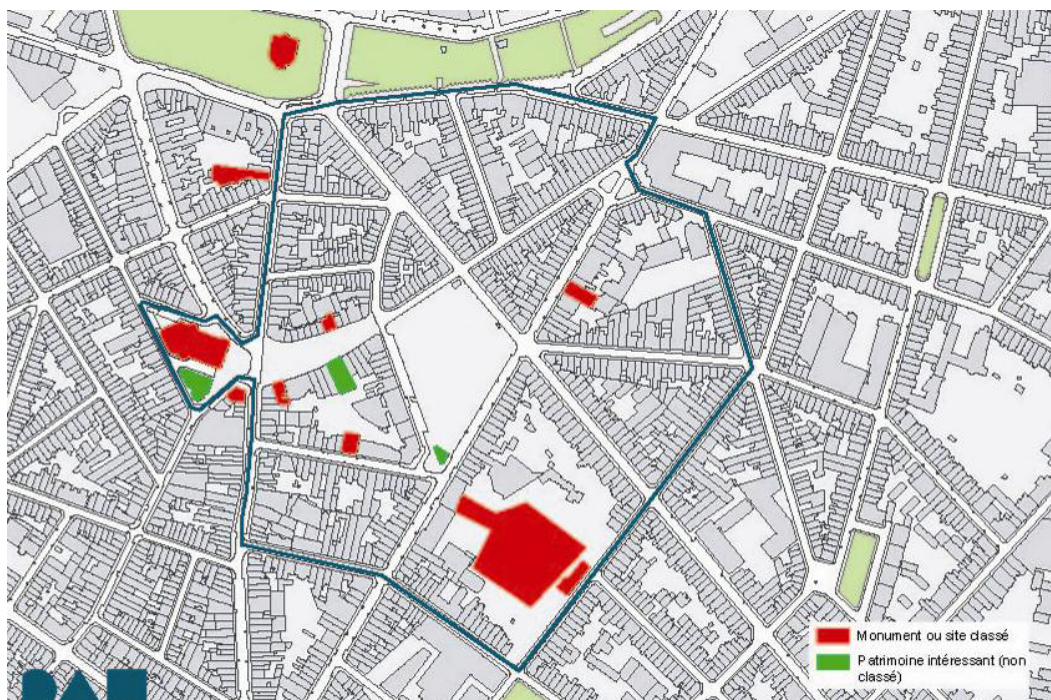 Monument ou site classé
Patrimoine intéressant (non
classé)